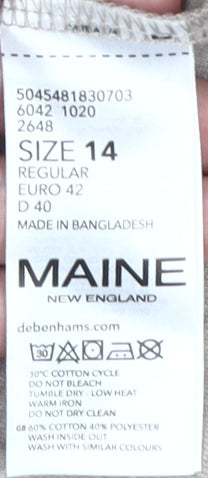 5045481830703
6042 1020
2648
SIZE 14
REGULAR
EURO 42
D 40
MADE IN BANGLADESH
MAINE
NEW ENGLAND
debenhams.com
30
30°C COTTON CYCLE
DO NOT BLEACH
TUMBLE DRY - LOW HEAT
WARM IRON
DO NOT DRY CLEAN
GB 60% COTTON 40% POLYESTER
WASH INSIDE OUT
WASH WITH SIMILAR COLOURS